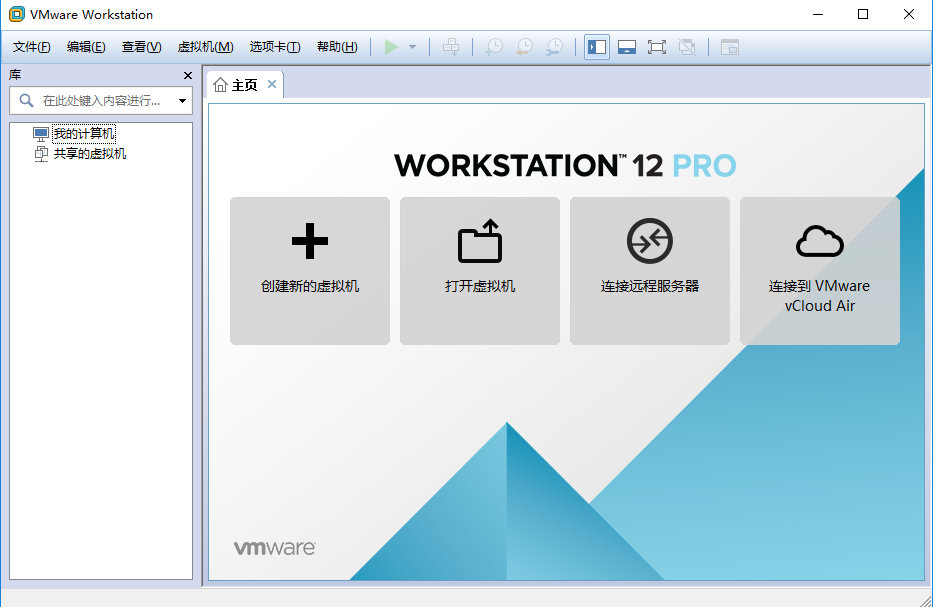 VMware Workstation
文件(F) 编辑(E) 查看(V) 虚拟机(M) 选项卡(T) 帮助(H)
库
在此处键入内容进行...
我的计算机
共享的虚拟机
主页
WORKSTATION™ 12 PRO
创建新的虚拟机
打开虚拟机
连接远程服务器
连接到 VMware
vCloud Air
vmware